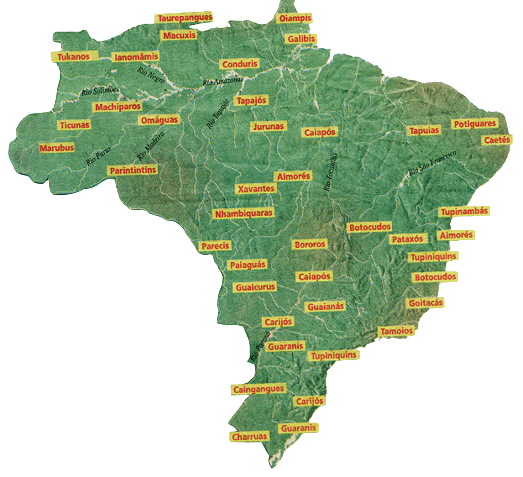 Taurepangues
Oiampis
Macuxis
Galibis
Tukanos
Ianomâmis
Conduris
Rio Negro
Rio Amazonas
Rio Solimões
Machiparos
Tapajós
Rio Tapajós
Omáguas
Ticunas
Jurunas
Caiapós
Tapuias
Potiguares
Caetés
Marubus
Rio Purus
Rio Madeira
Parintintins
Rio Tocantins
Rio São Francisco
Aimorés
Xavantes
Nhambiquaras
Tupinambás
Botocudos
Pataxós
Aimorés
Parecis
Bororos
Tupiniquins
Paiaguás
Caiapós
Botocudos
Guaicurus
Guaianás
Goitacás
Carijós
Tamoios
Rio Paraná
Guaranis
Tupiniquins
Caingangues
Carijós
Guaranis
Charruas